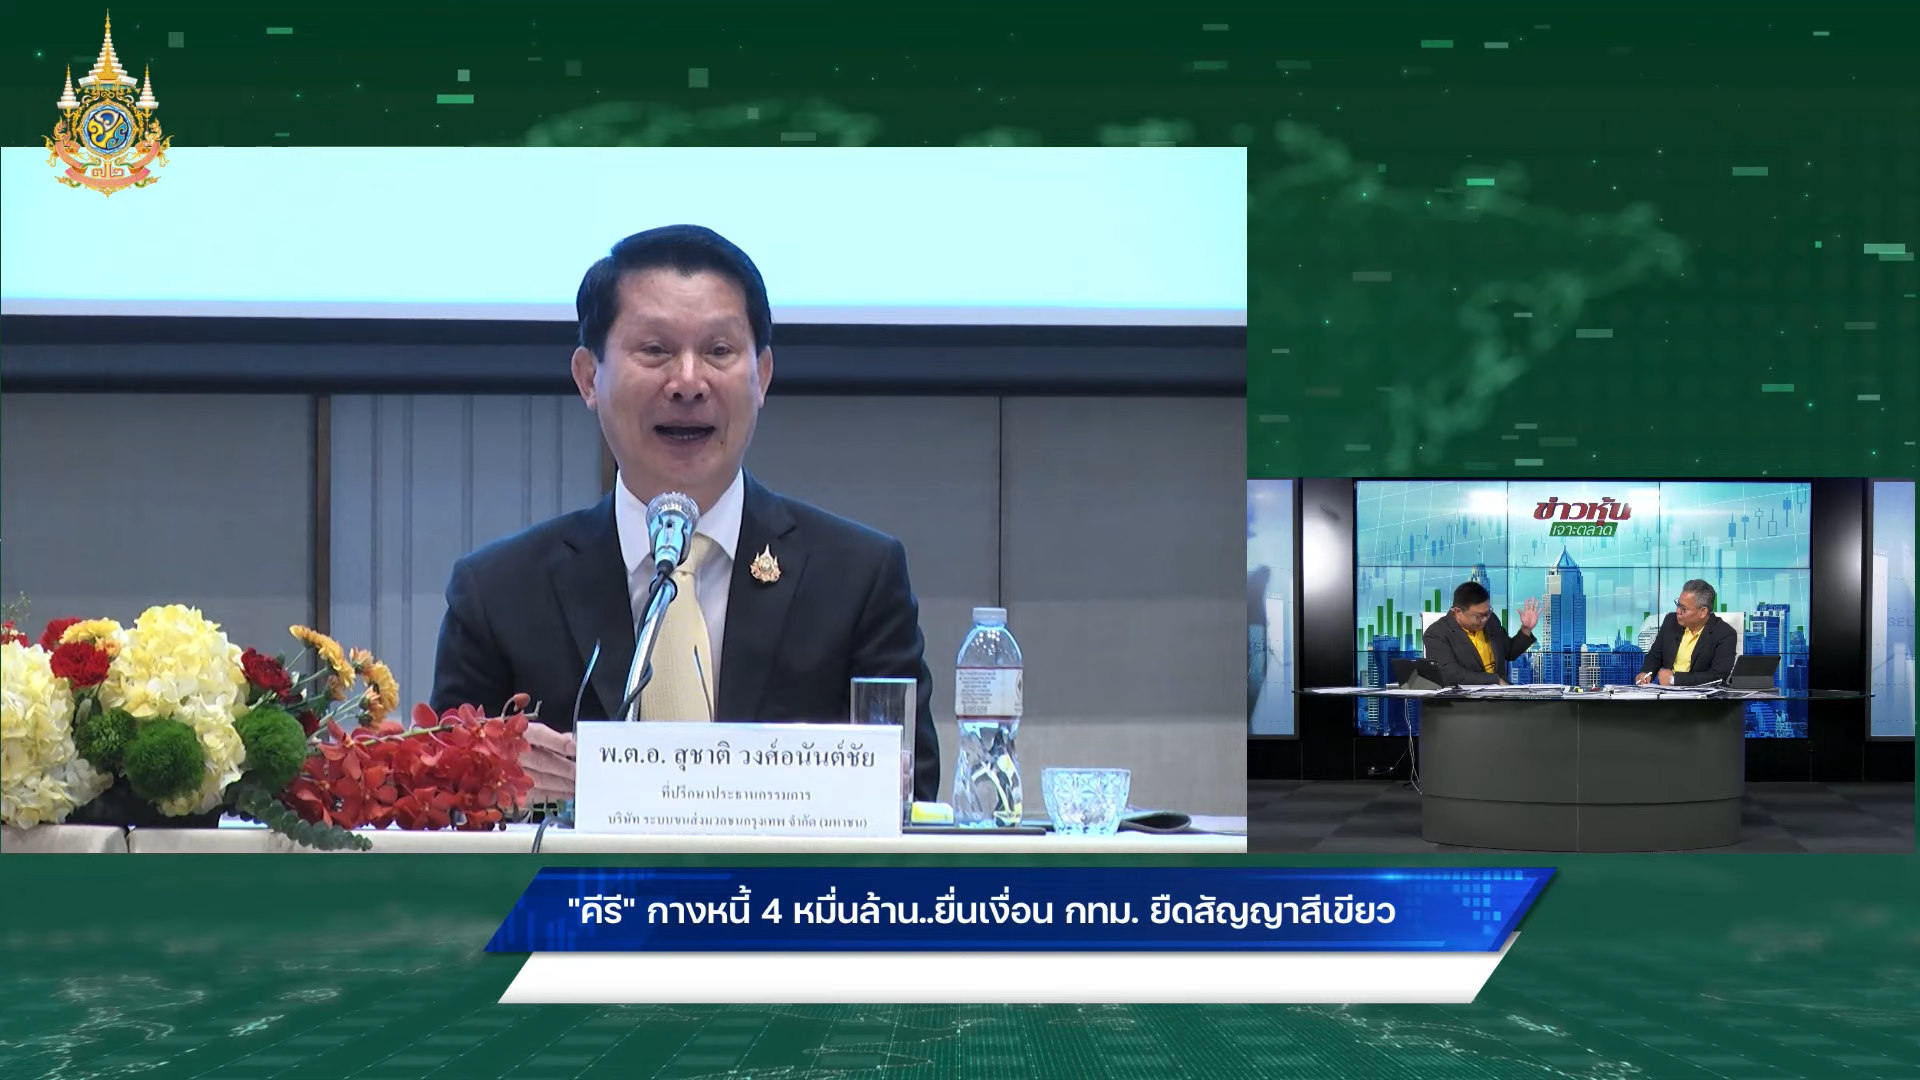 ข่าวหุ้น
เจาะตลาด
พ.ต.อ. สุชาติ วงศ์อนันต์ชัย
ที่ปรึกษาประธานกรรมการ
บริษัท ระบบขนส่งมวลชนกรุงเทพ จำกัด (มหาชน)
"คีรี" กางหนี้ 4 หมื่นล้าน..ยื่นเงื่อน กทม. ยืดสัญญาสีเขียว